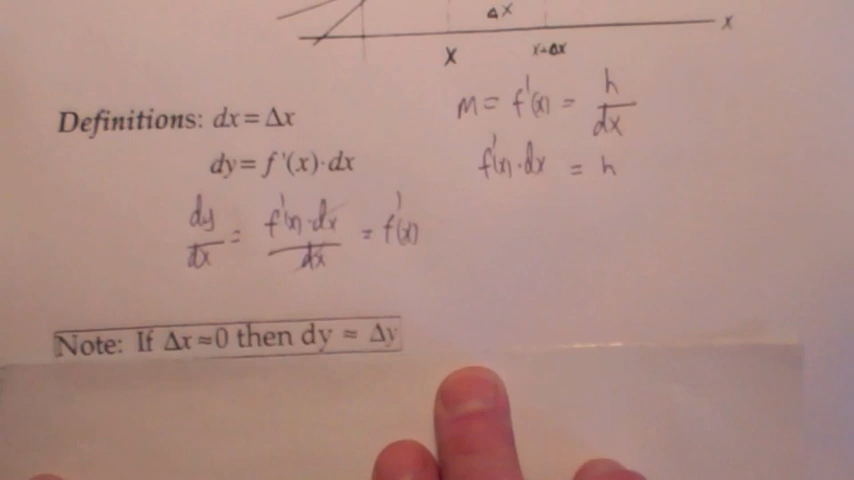 Δx
x
x x+Δx
Definitions: dx = Δx
m = f'(x) = h/dx
dy = f '(x)·dx
f'(x)·dx = h
dy/dx = f'(x)·dx/dx = f'(x)
Note: If Δx≈0 then dy ≈ Δy